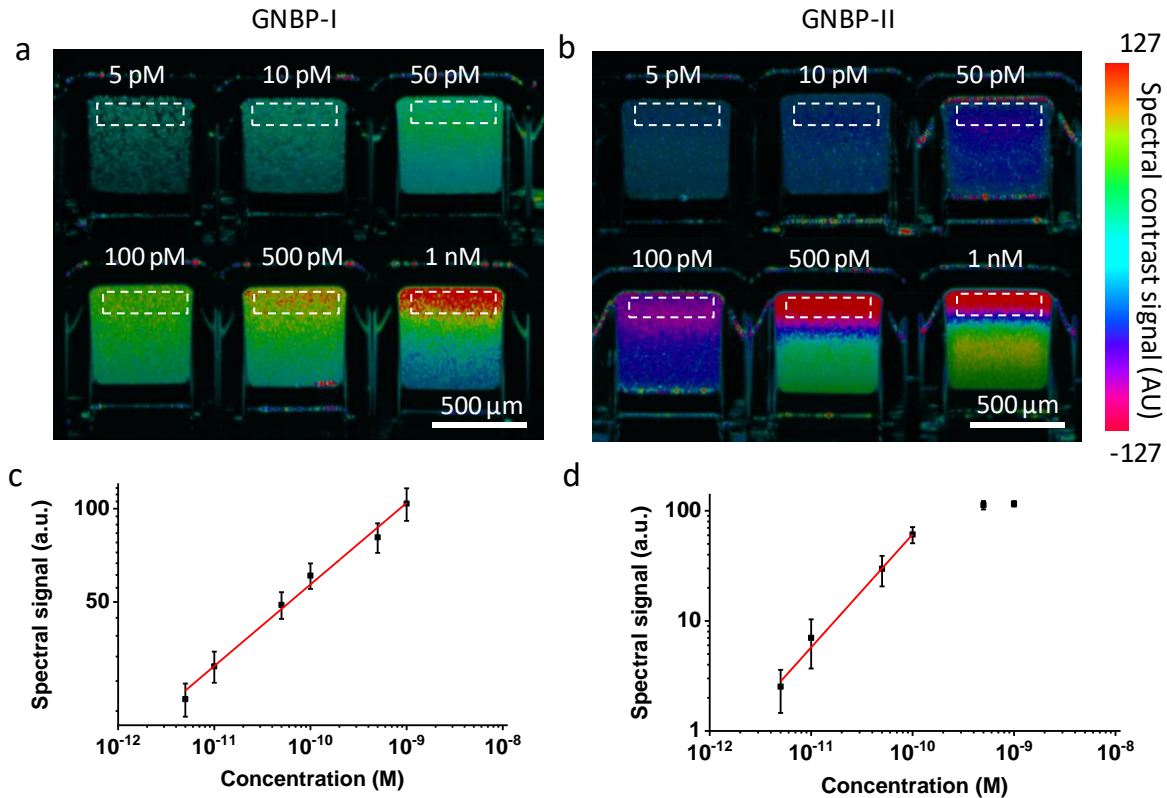 GNBP-I
GNBP-II
a
5 pM
10 pM
50 pM
100 pM
500 pM
1 nM
500 µm
b
5 pM
10 pM
50 pM
100 pM
500 pM
1 nM
500 µm
127
Spectral contrast signal (AU)
-127
c
Spectral signal (a.u.)
100
50
10⁻¹²
10⁻¹¹
10⁻¹⁰
10⁻⁹
10⁻⁸
Concentration (M)
d
Spectral signal (a.u.)
100
10
1
10⁻¹²
10⁻¹¹
10⁻¹⁰
10⁻⁹
10⁻⁸
Concentration (M)